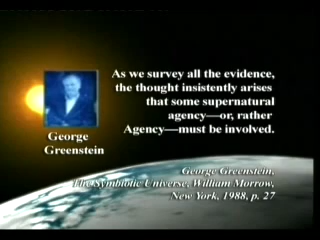 As we survey all the evidence,
the thought insistently arises
that some supernatural
agency—or, rather
Agency—must be involved.
George
Greenstein
George Greenstein,
The Symbiotic Universe, William Morrow,
New York, 1988, p. 27